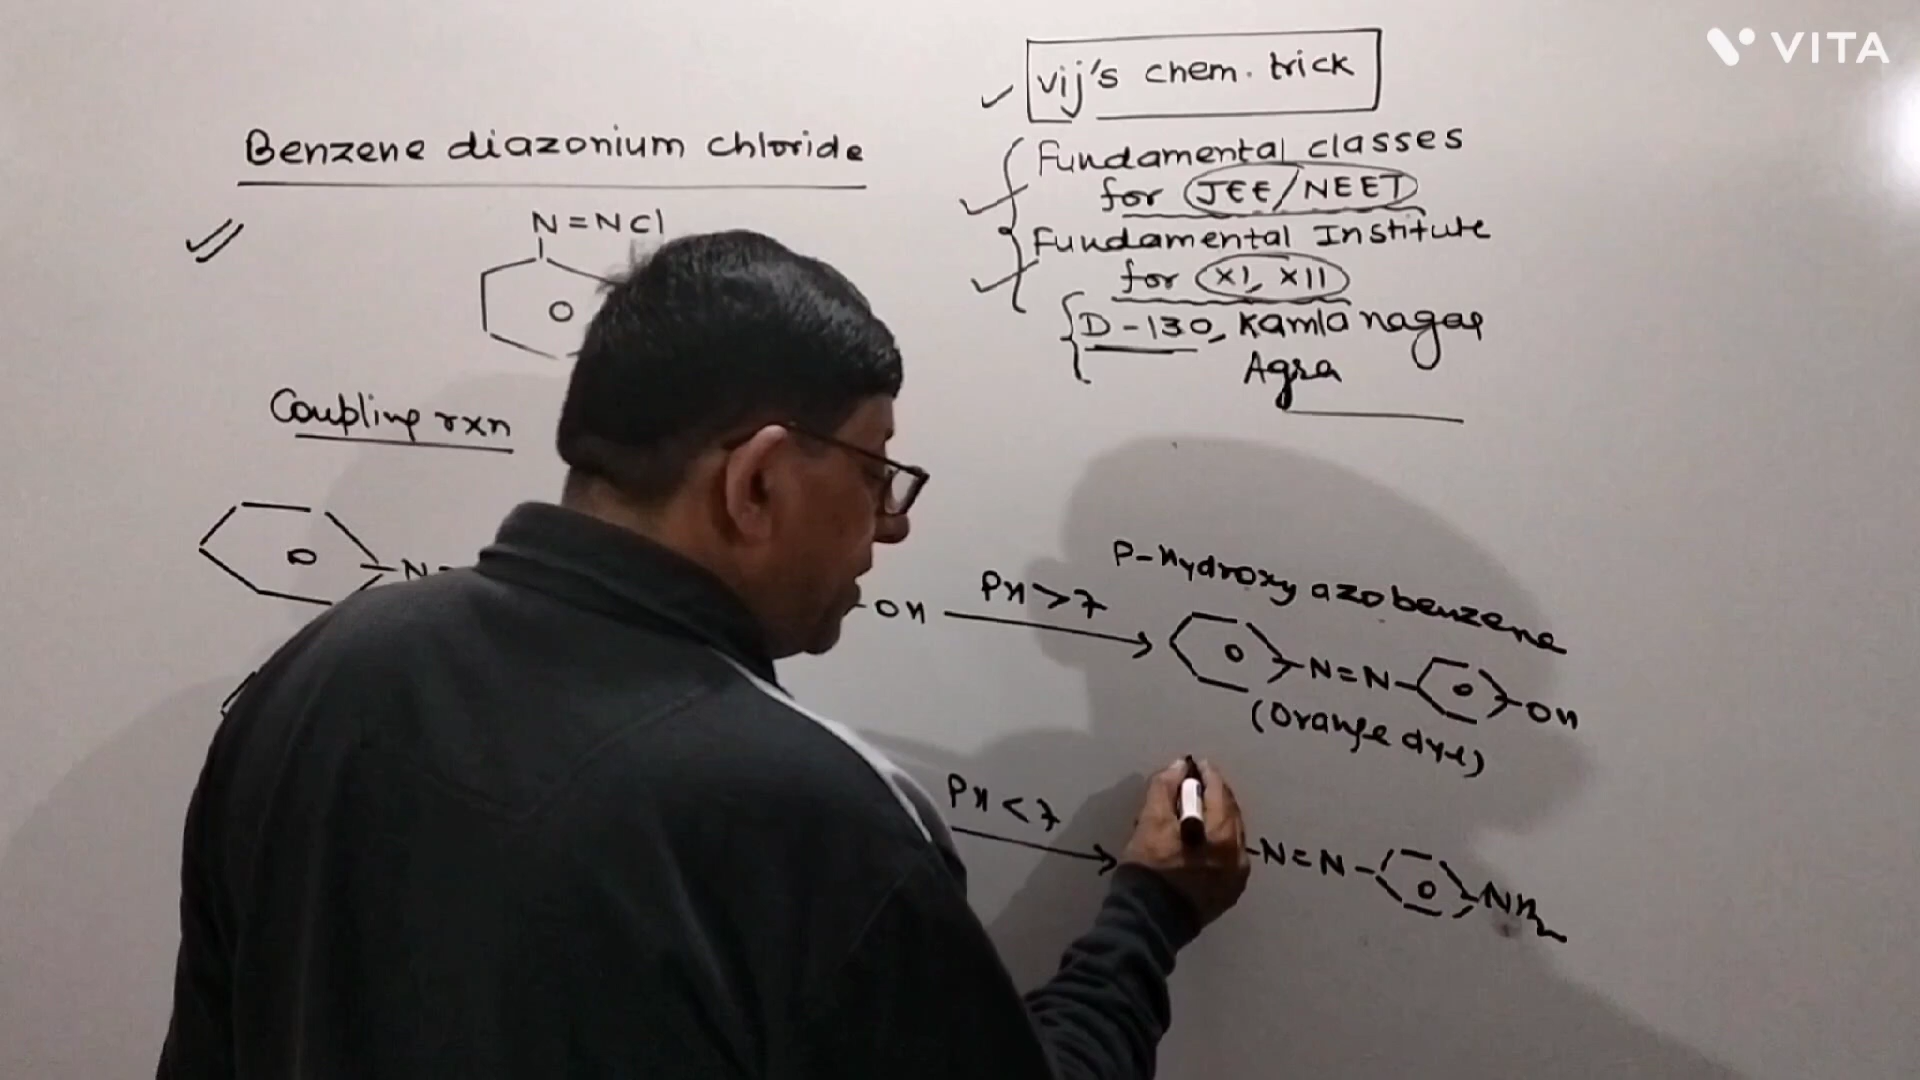 VITA
vij's chem. trick
Benzene diazonium chloride
Fundamental classes
for JEE/NEET
N=NCl
Fundamental Institute
for XI, XII
D-130, Kamla nagar
Agra
Coupling rxn
P-Hydroxy azobenzene
N
OH
PH>7
N=N
OH
(Orange dye)
PH<7
N=N
NH2